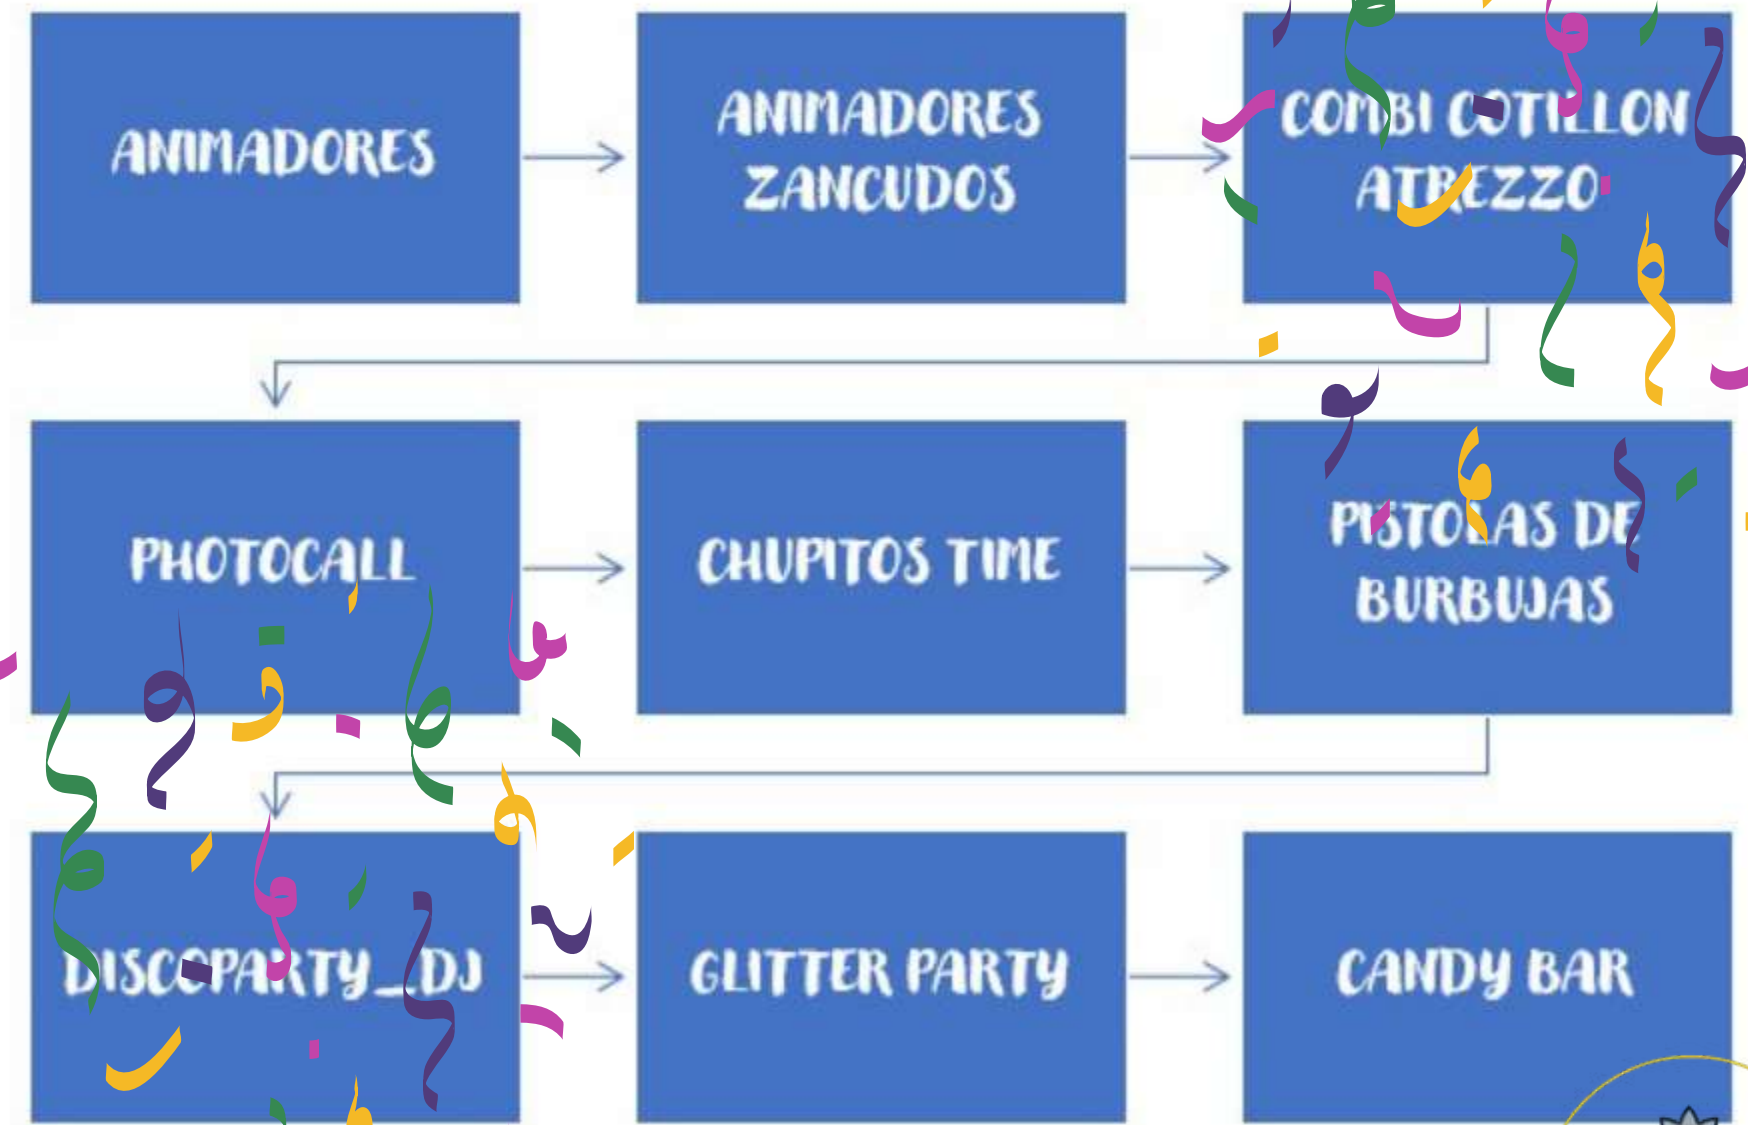 ANIMADORES
ANIMADORES
ZANCUDOS
COMBI COTILLON
ATREZZO
PHOTOCALL
CHUPITOS TIME
PISTOLAS DE
BURBUJAS
DISCOPARTY_DJ
GLITTER PARTY
CANDY BAR